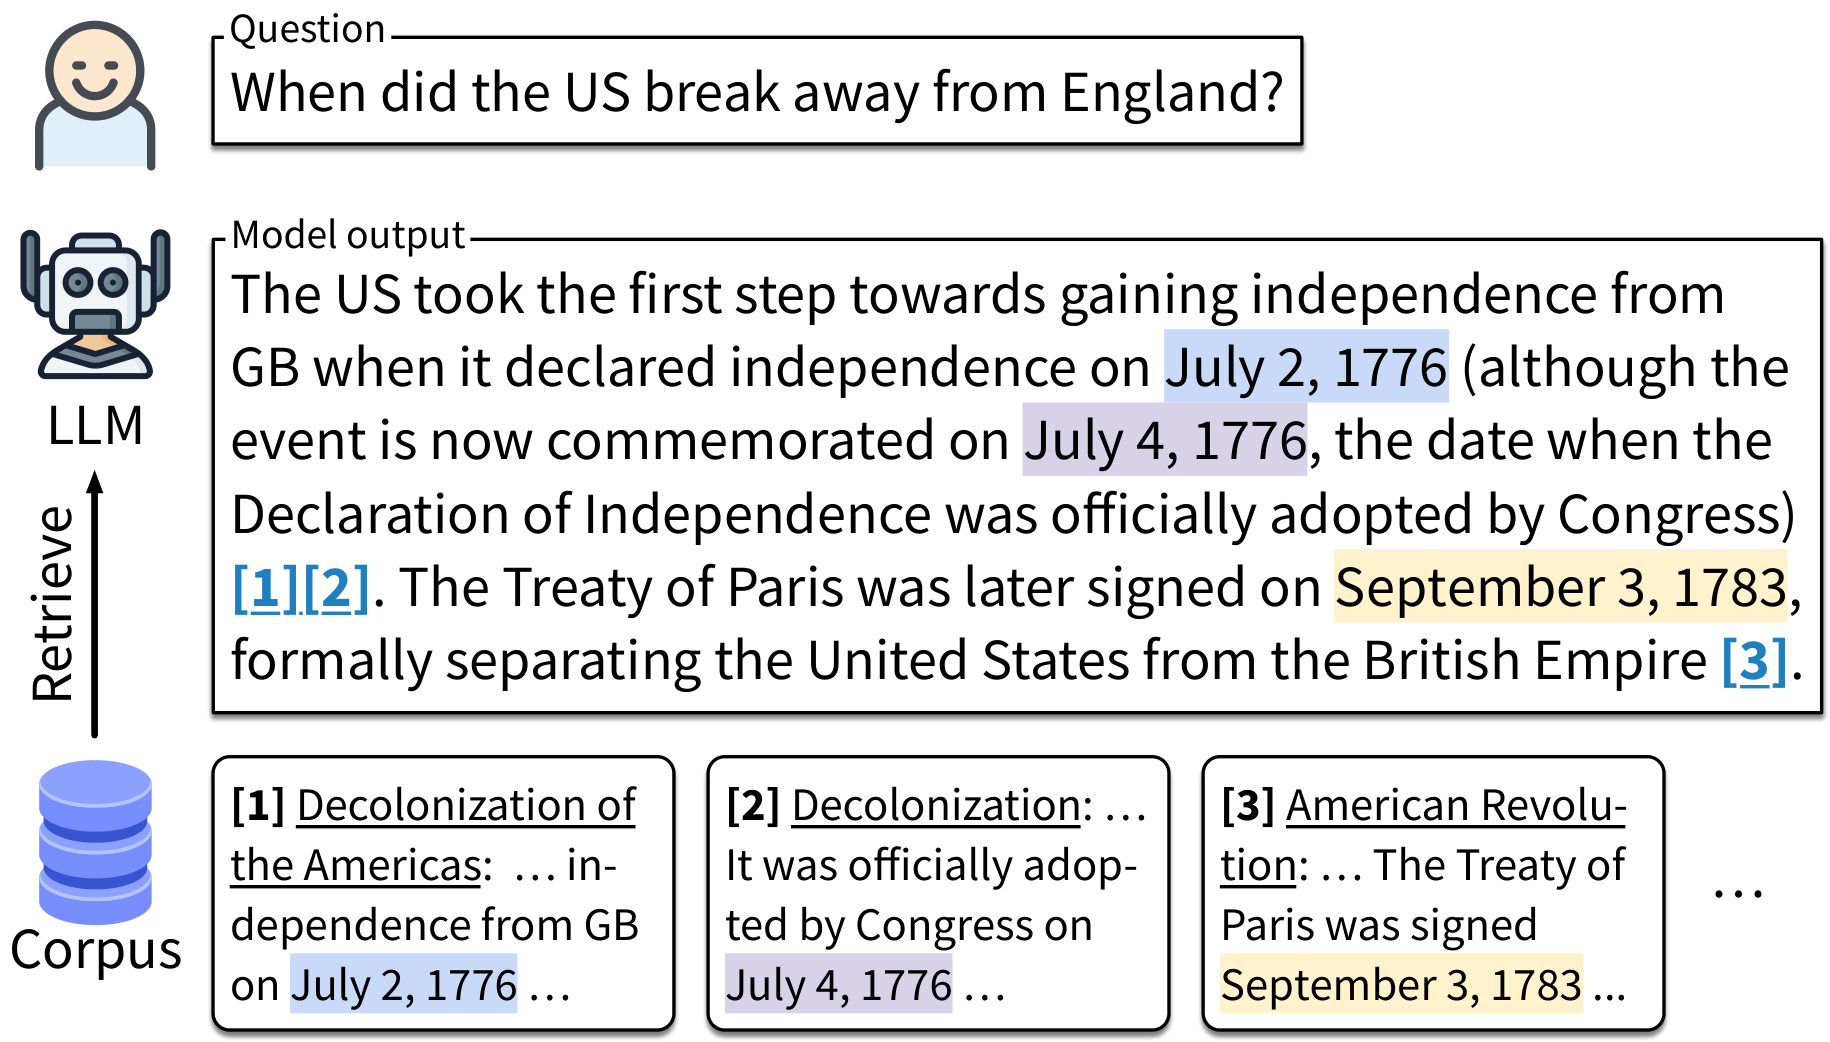 Question
When did the US break away from England?
Model output
The US took the first step towards gaining independence from
GB when it declared independence on July 2, 1776 (although the
event is now commemorated on July 4, 1776, the date when the
Declaration of Independence was officially adopted by Congress)
[1][2]. The Treaty of Paris was later signed on September 3, 1783,
formally separating the United States from the British Empire [3].
LLM
Retrieve
Corpus
[1] Decolonization of
the Americas: … in-
dependence from GB
on July 2, 1776 …
[2] Decolonization: …
It was officially adop-
ted by Congress on
July 4, 1776 …
[3] American Revolu-
tion: … The Treaty of
Paris was signed
September 3, 1783 ...
…